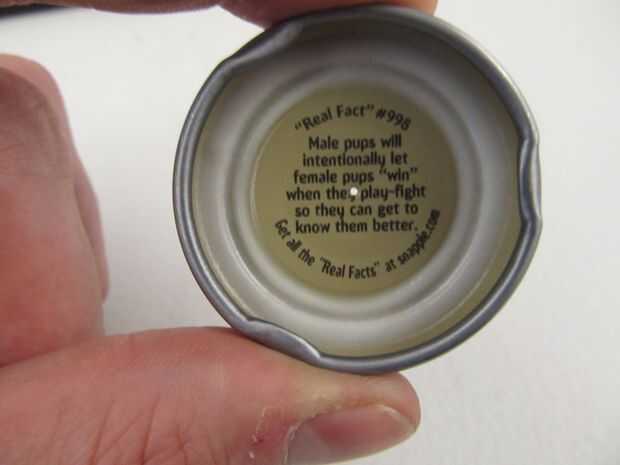 "Real Fact" #998
Male pups will
intentionally let
female pups "win"
when they play-fight
so they can get to
know them better.
Get all the "Real Facts" at snapple.com